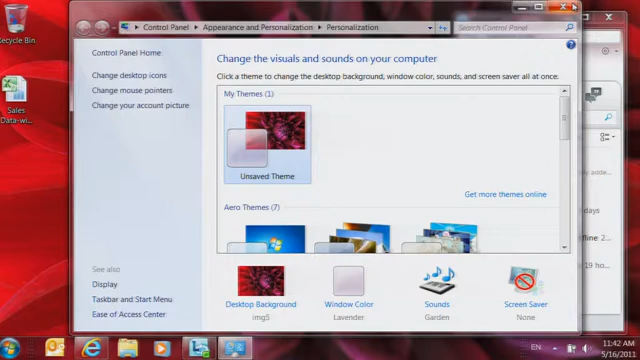 Control Panel
Appearance and Personalization
Personalization
Search Control Panel
Recycle Bin
Control Panel Home
Change the visuals and sounds on your computer
Click a theme to change the desktop background, window color, sounds, and screen saver all at once.
Change desktop icons
Change mouse pointers
Change your account picture
My Themes (1)
Sales
Data-wi...
Unsaved Theme
Get more themes online
Aero Themes (7)
days
ffline: 2
19 ho
See also
Display
Taskbar and Start Menu
Ease of Access Center
Desktop Background
img5
Window Color
Lavender
Sounds
Garden
Screen Saver
None
EN
11:42 AM
5/16/2011